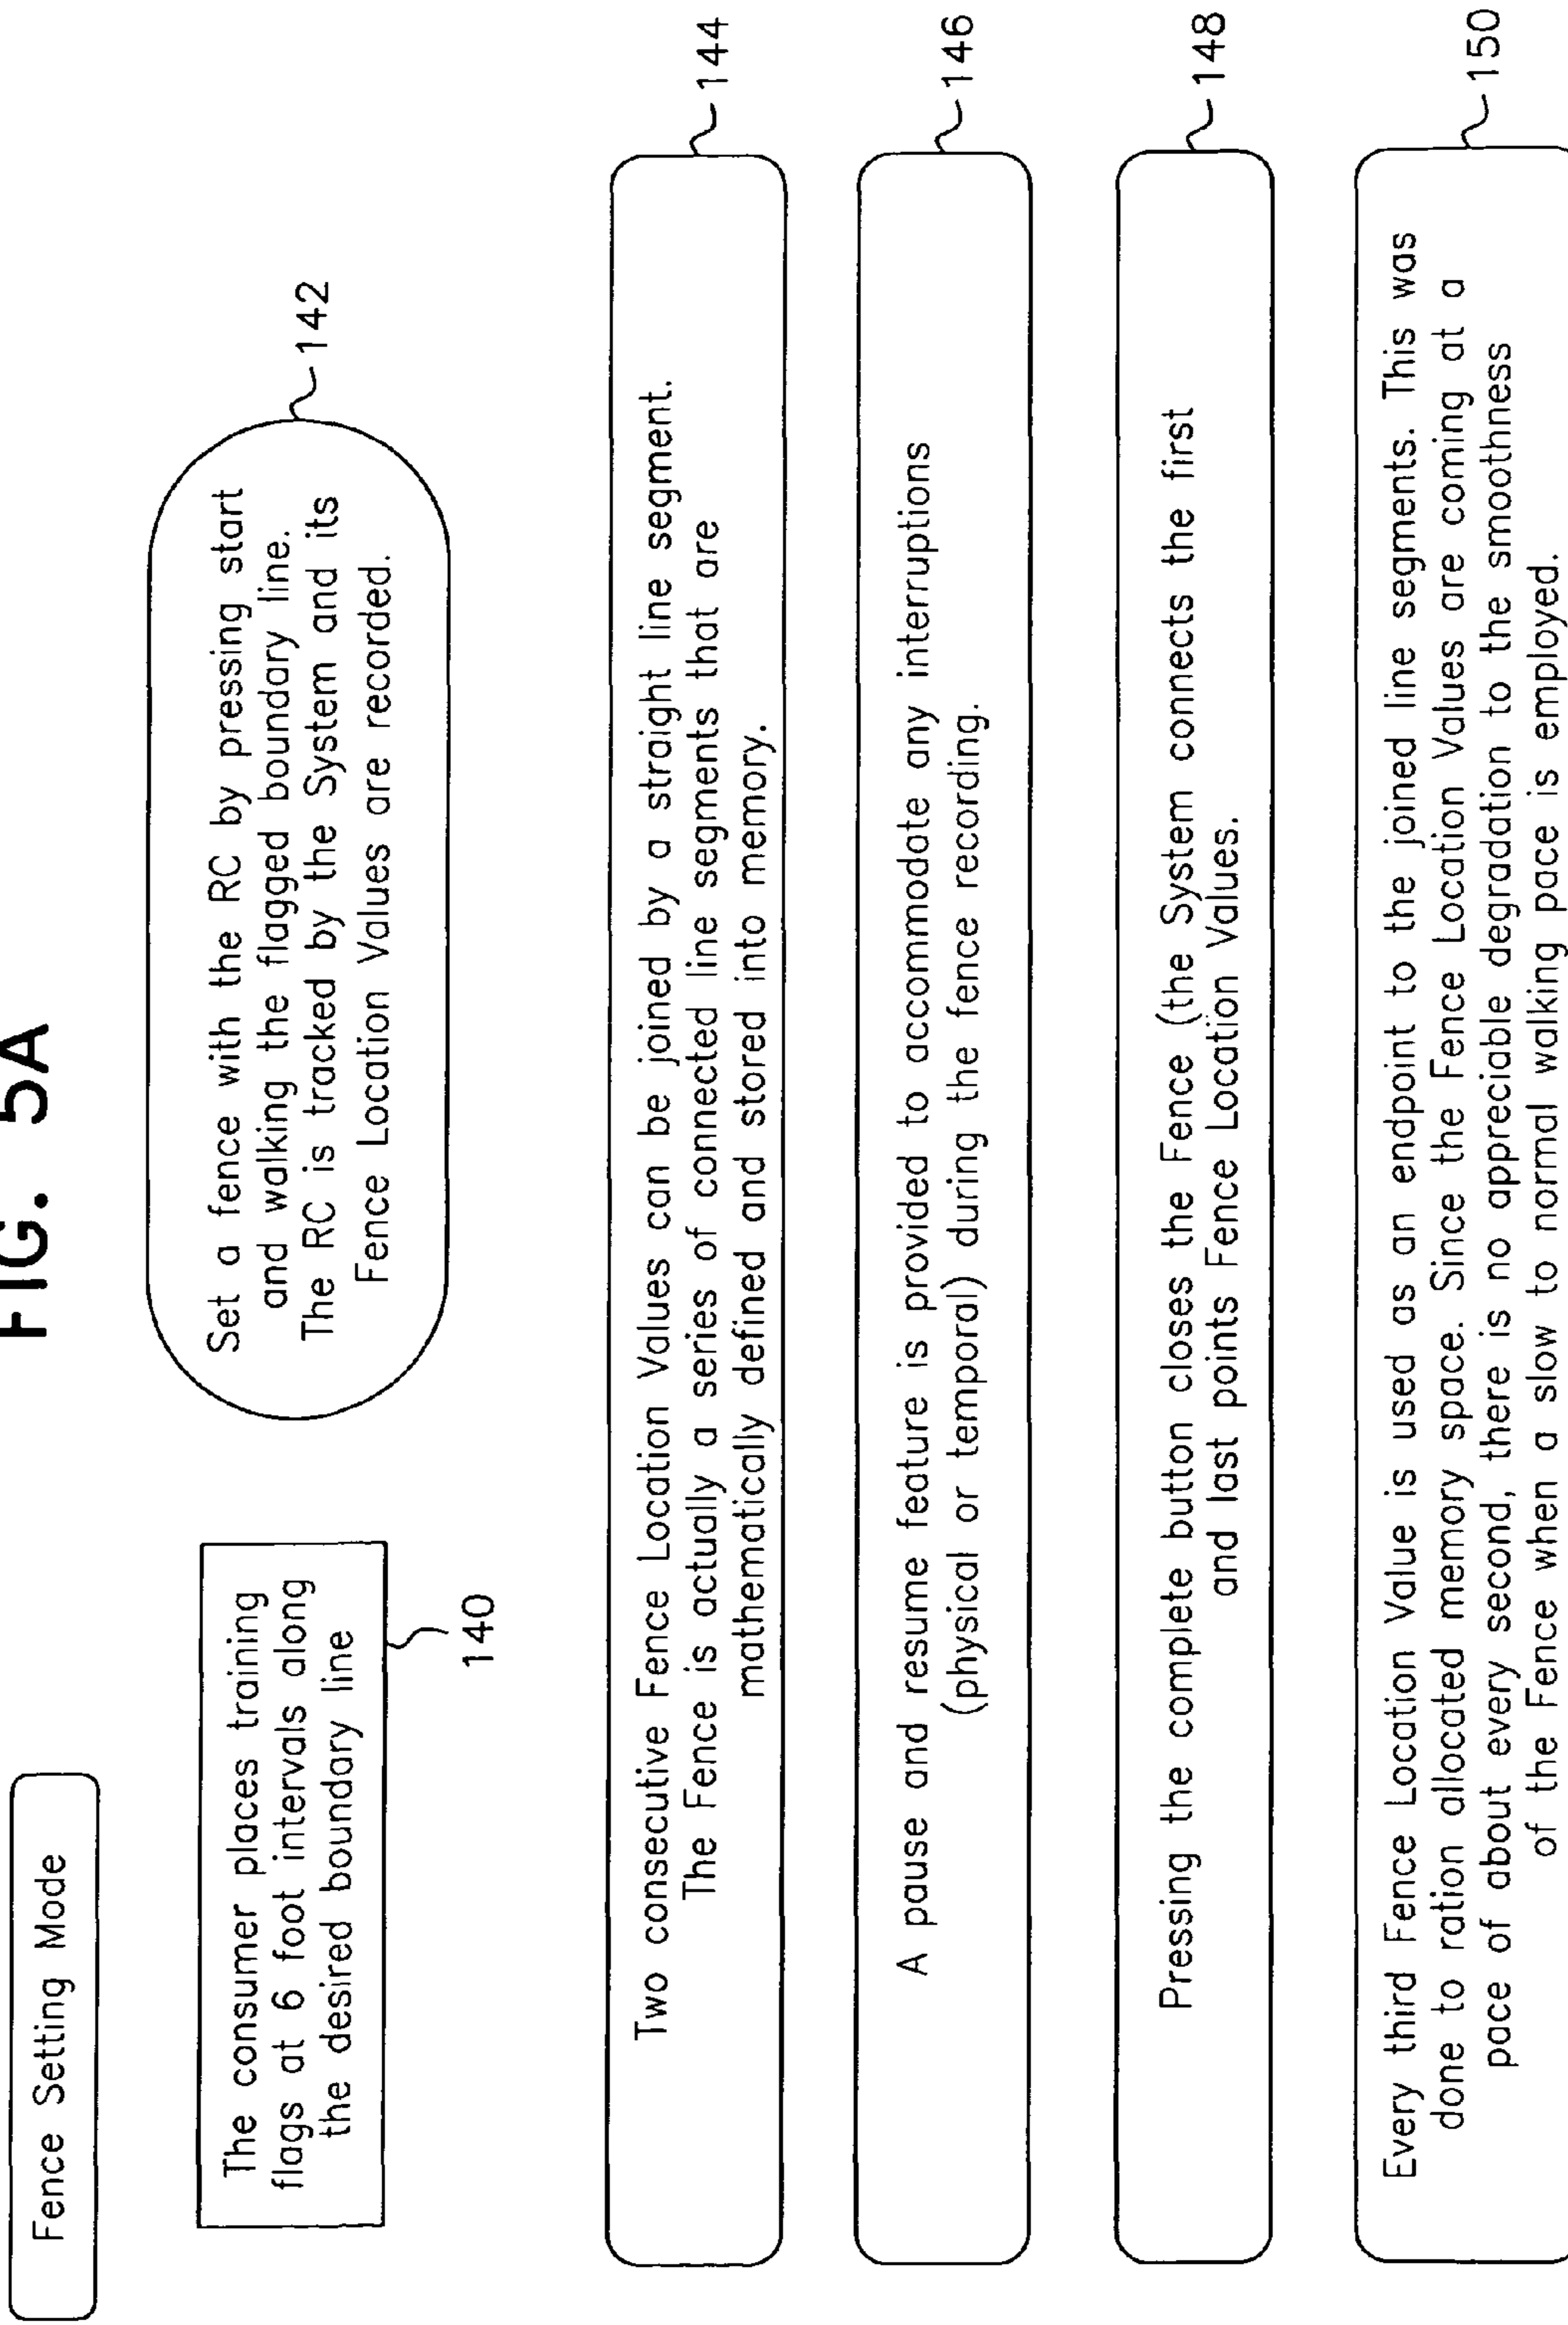 FIG. 5A
Fence Setting Mode
The consumer places training
flags at 6 foot intervals along
the desired boundary line
140
Set a fence with the RC by pressing start
and walking the flagged boundary line.
The RC is tracked by the System and its
Fence Location Values are recorded.
142
Two consecutive Fence Location Values can be joined by a straight line segment.
The Fence is actually a series of connected line segments that are
mathematically defined and stored into memory.
144
A pause and resume feature is provided to accommodate any interruptions
(physical or temporal) during the fence recording.
146
Pressing the complete button closes the Fence (the System connects the first
and last points Fence Location Values.
148
Every third Fence Location Value is used as an endpoint to the joined line segments. This was
done to ration allocated memory space. Since the Fence Location Values are coming at a
pace of about every second, there is no appreciable degradation to the smoothness
of the Fence when a slow to normal walking pace is employed.
150